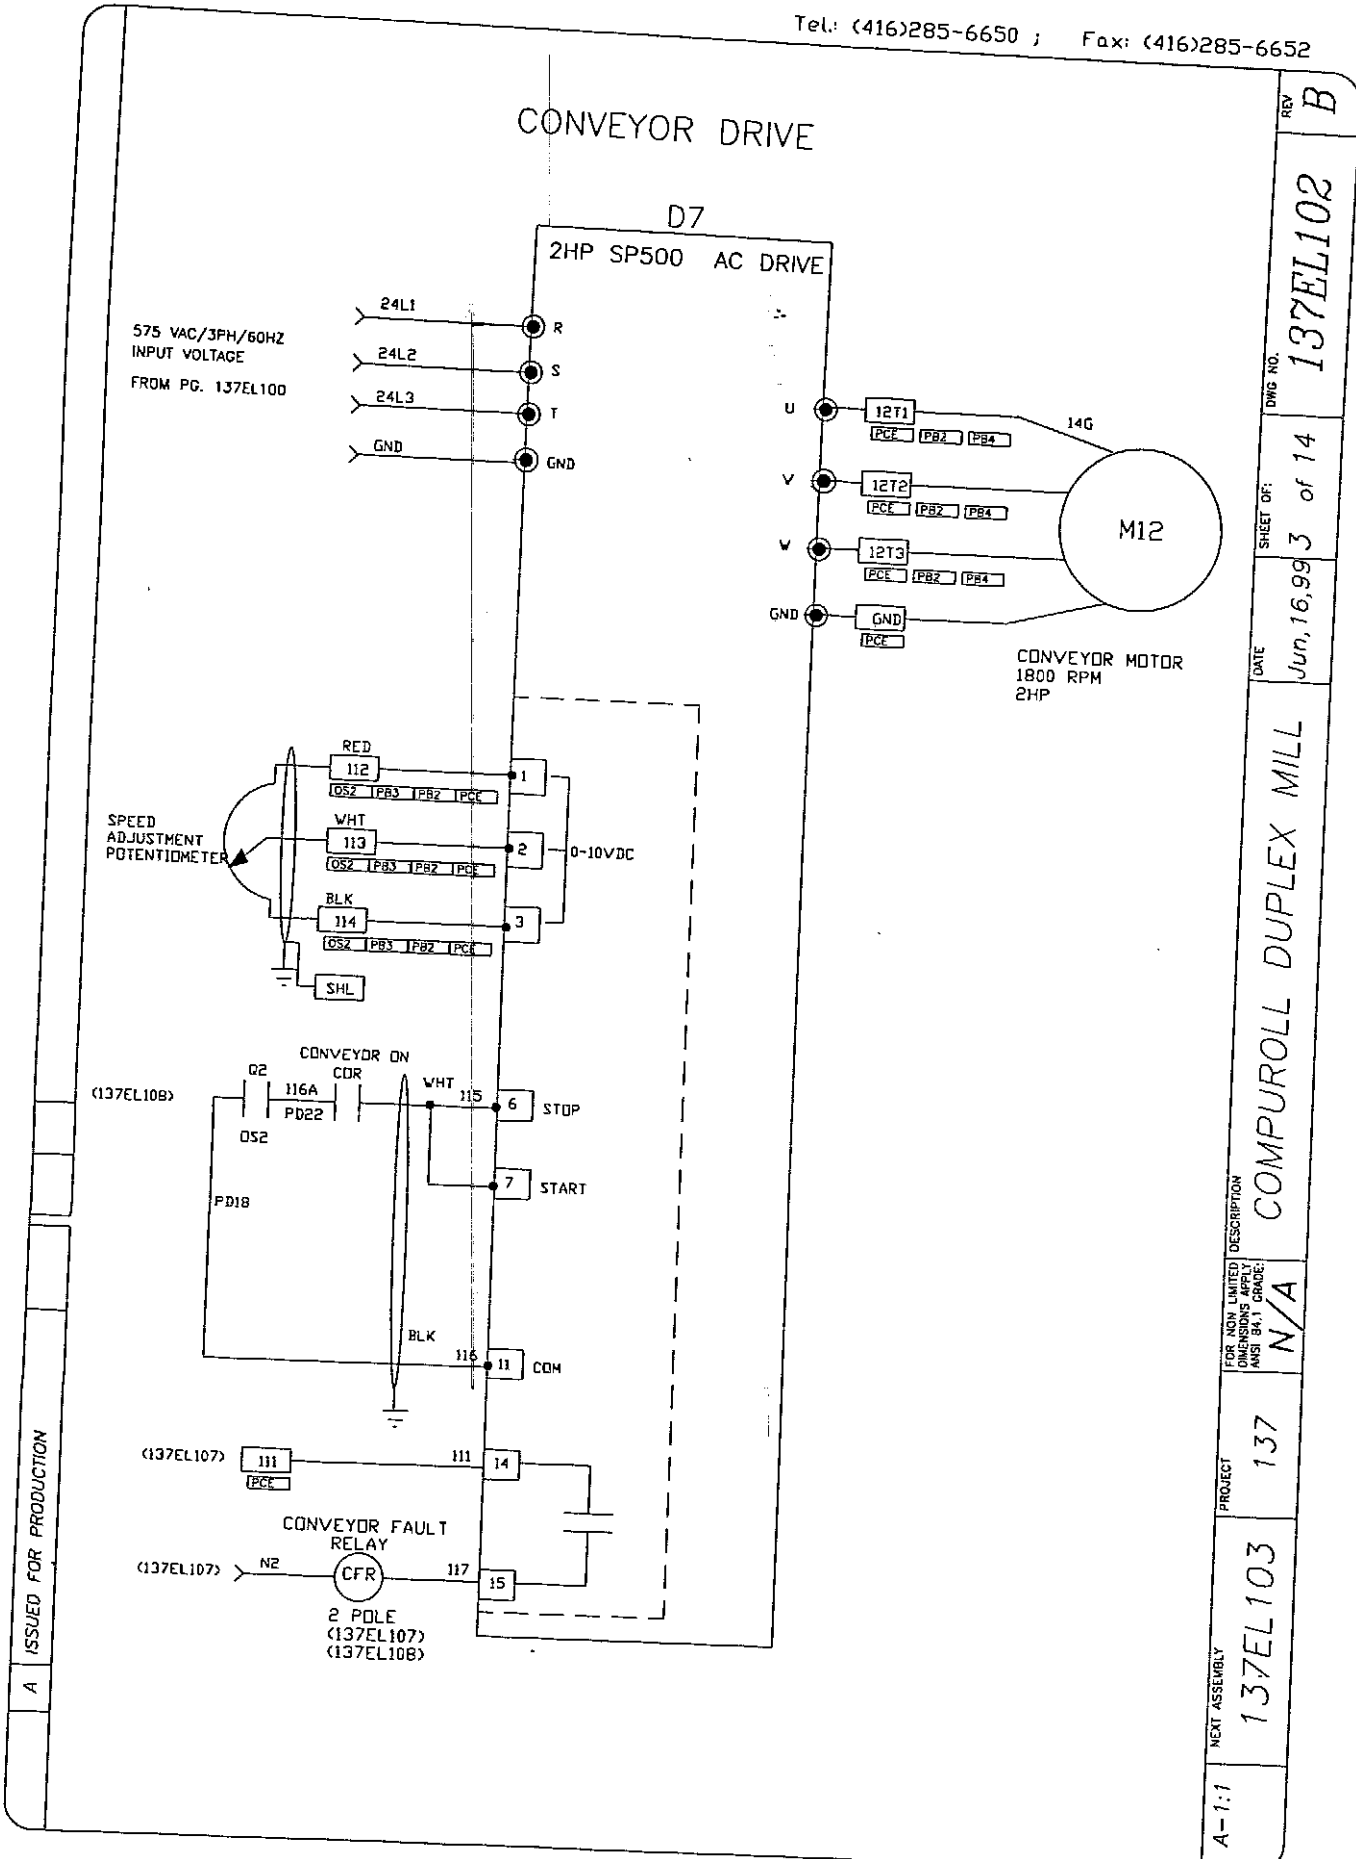 Tel.: (416)285-6650 ; Fax: (416)285-6652
CONVEYOR DRIVE
D7
2HP SP500 AC DRIVE
575 VAC/3PH/60HZ
INPUT VOLTAGE
FROM PG. 137EL100
24L1
R
24L2
S
24L3
T
GND
GND
U
12T1
PCE PB2 PB4
14G
V
12T2
PCE PB2 PB4
W
12T3
PCE PB2 PB4
GND
GND
PCE
M12
CONVEYOR MOTOR
1800 RPM
2HP
SPEED
ADJUSTMENT
POTENTIOMETER
RED
112
OS2 PB3 PB2 PCE
1
WHT
113
OS2 PB3 PB2 PCE
2
0-10VDC
BLK
114
OS2 PB3 PB2 PCE
3
SHL
(137EL108)
Q2
OS2
116A
PD22
CONVEYOR ON
CDR
WHT
115
6
STOP
7
START
PD18
BLK
116
11
COM
(137EL107)
111
PCE
111
14
CONVEYOR FAULT
RELAY
(137EL107)
N2
CFR
117
15
2 POLE
(137EL107)
(137EL108)
A ISSUED FOR PRODUCTION
A-1:1
NEXT ASSEMBLY
137EL103
PROJECT
137
FOR NON LIMITED
DIMENSIONS APPLY
ANSI B4.1 GRADE:
N/A
DESCRIPTION
COMPUROLL DUPLEX MILL
DATE
Jun,16,99
SHEET OF:
3 of 14
DWG NO.
137EL102
REV
B